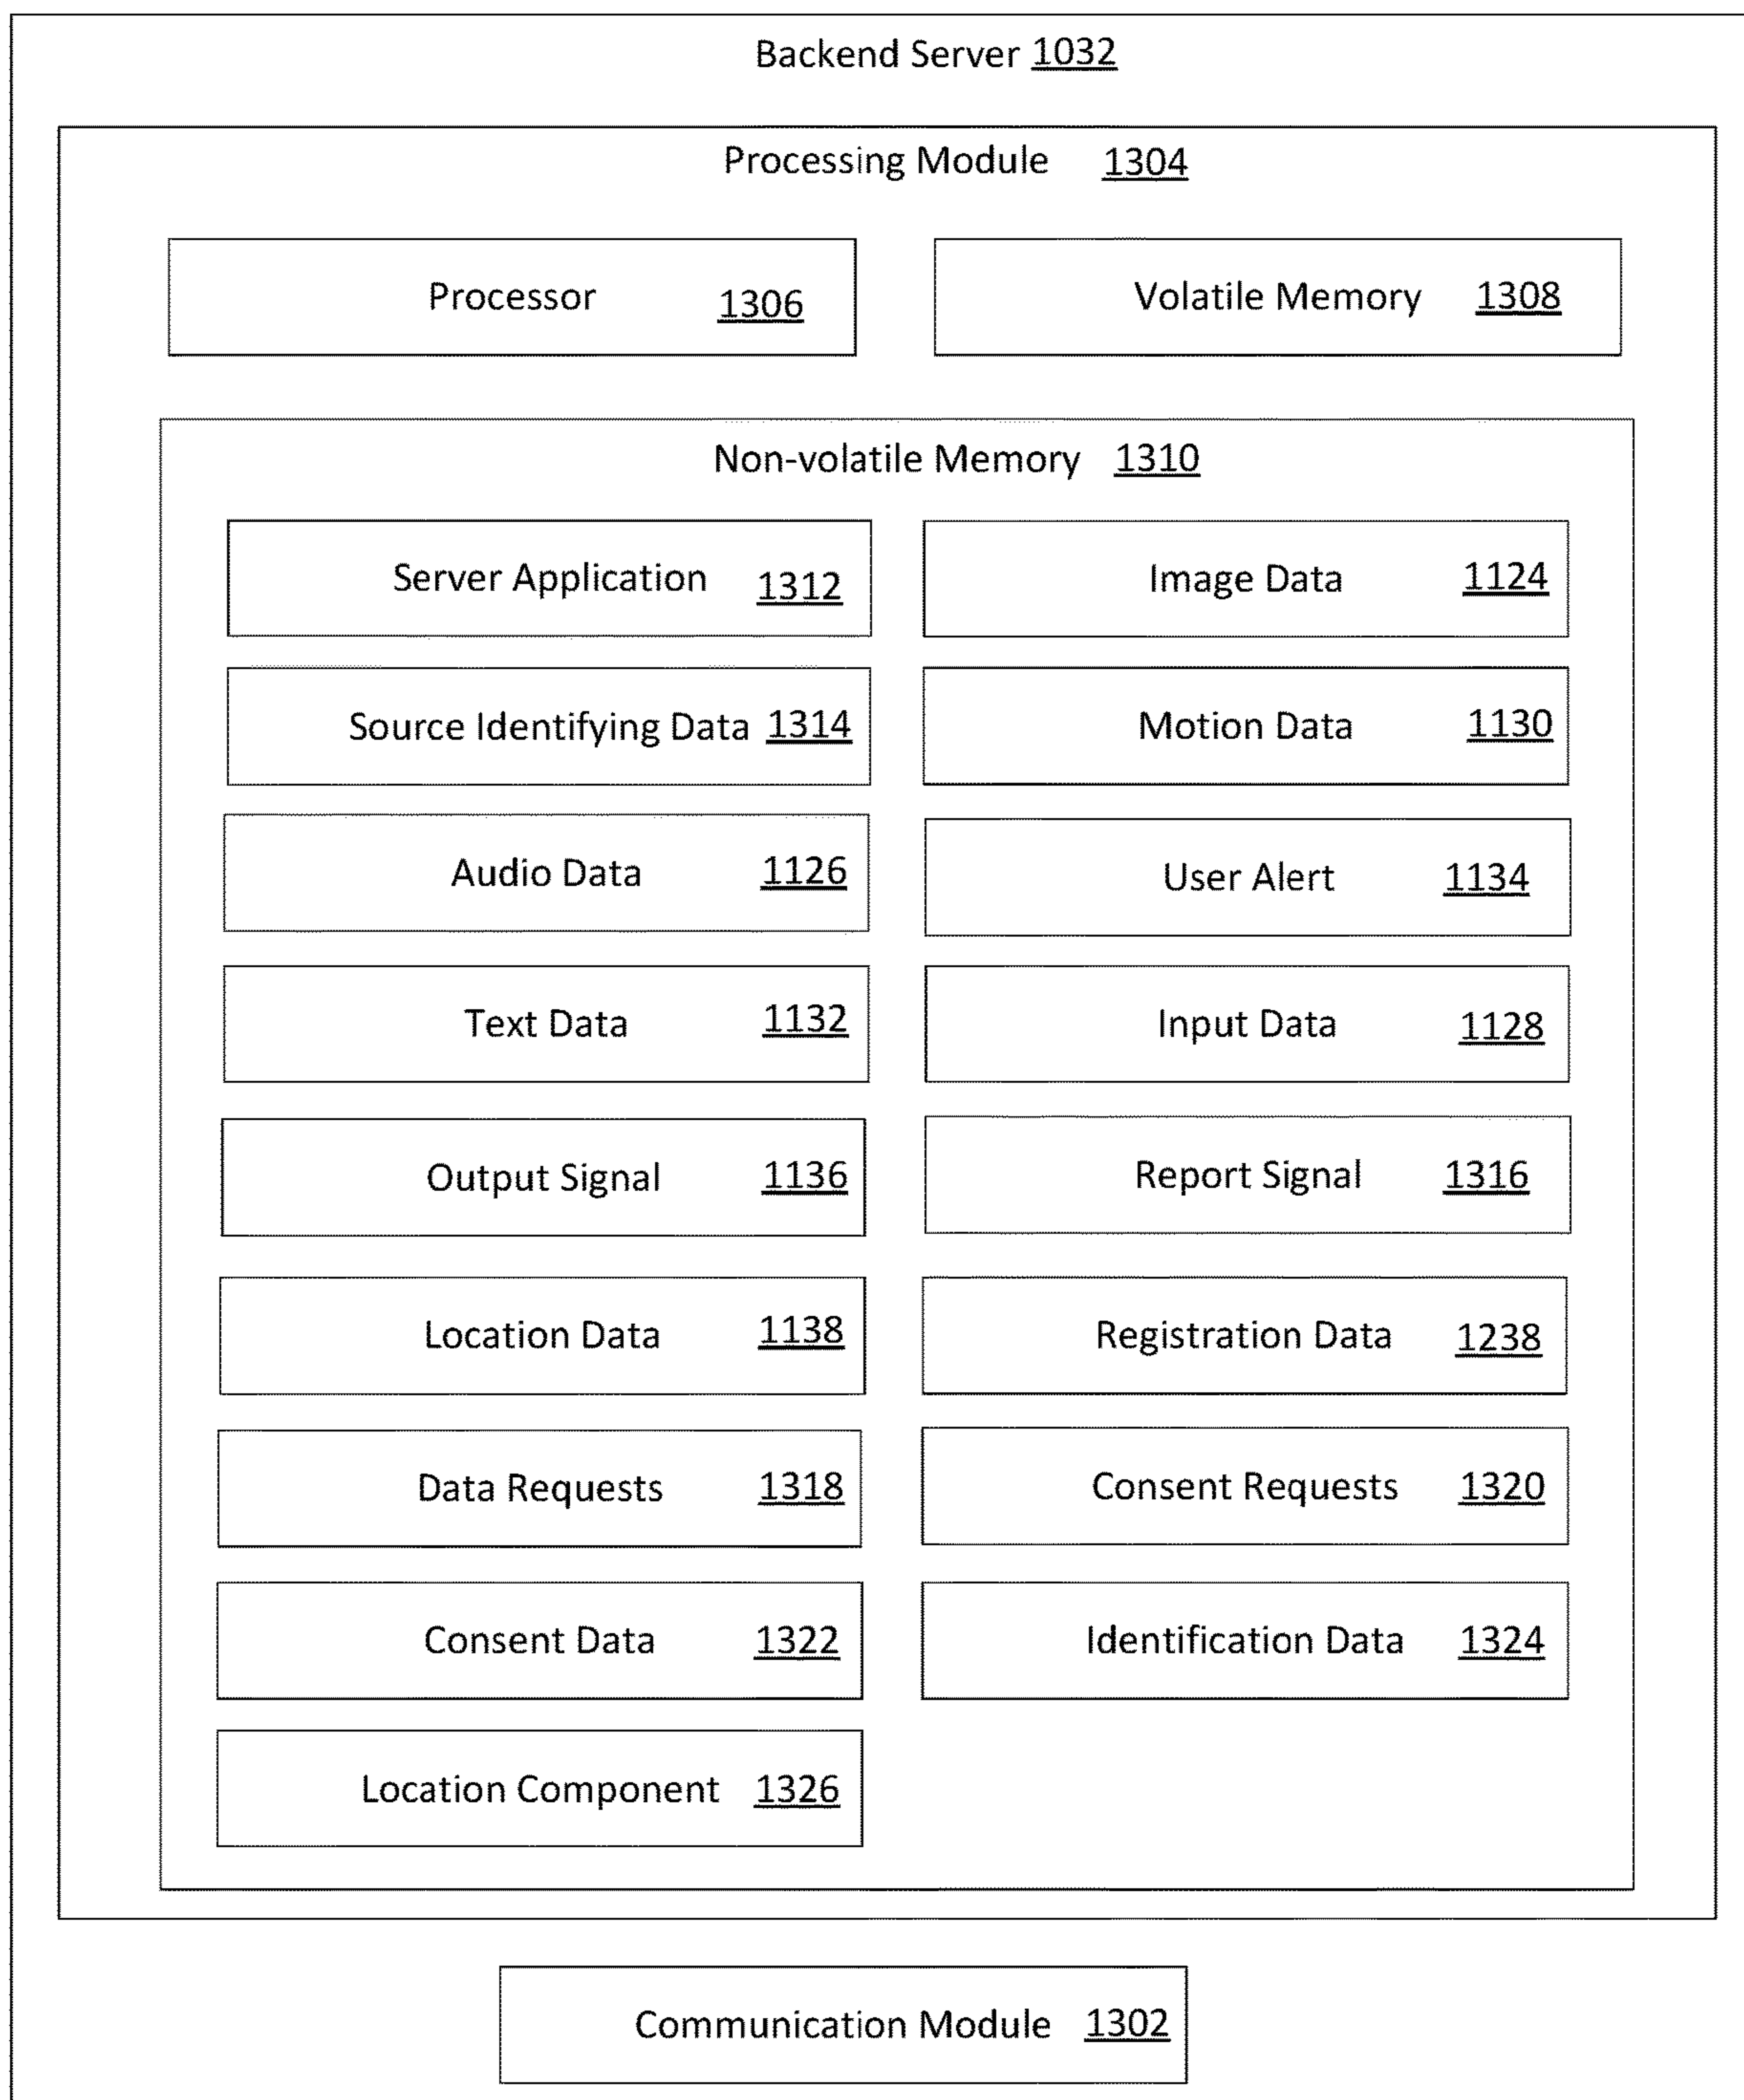 Backend Server 1032
Processing Module 1304
Processor 1306
Volatile Memory 1308
Non-volatile Memory 1310
Server Application 1312
Image Data 1124
Source Identifying Data 1314
Motion Data 1130
Audio Data 1126
User Alert 1134
Text Data 1132
Input Data 1128
Output Signal 1136
Report Signal 1316
Location Data 1138
Registration Data 1238
Data Requests 1318
Consent Requests 1320
Consent Data 1322
Identification Data 1324
Location Component 1326
Communication Module 1302